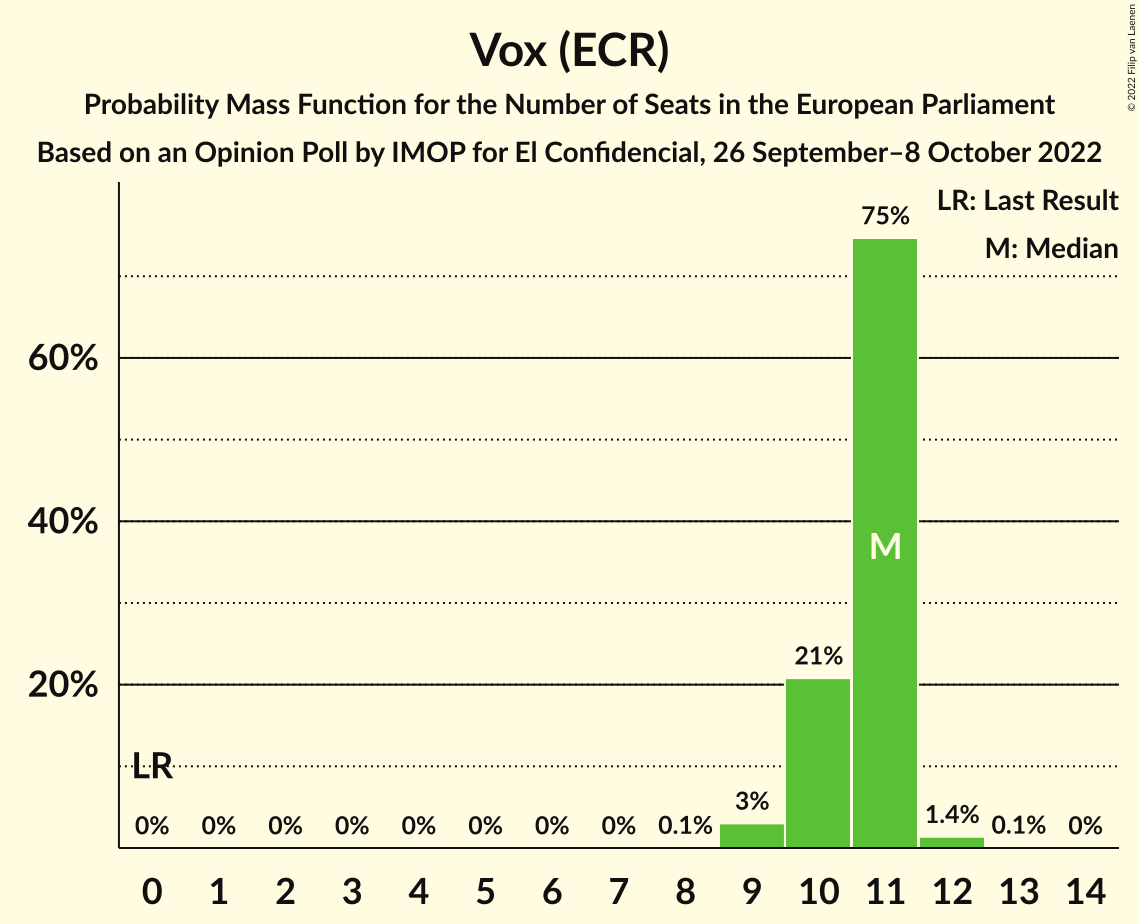 Vox (ECR)
Probability Mass Function for the Number of Seats in the European Parliament
Based on an Opinion Poll by IMOP for El Confidencial, 26 September–8 October 2022
© 2022 Filip van Laenen
LR: Last Result
M: Median
75%
60%
40%
M
21%
20%
LR
0% 0% 0% 0% 0% 0% 0% 0% 0.1% 3% 1.4% 0.1% 0%
0 1 2 3 4 5 6 7 8 9 10 11 12 13 14